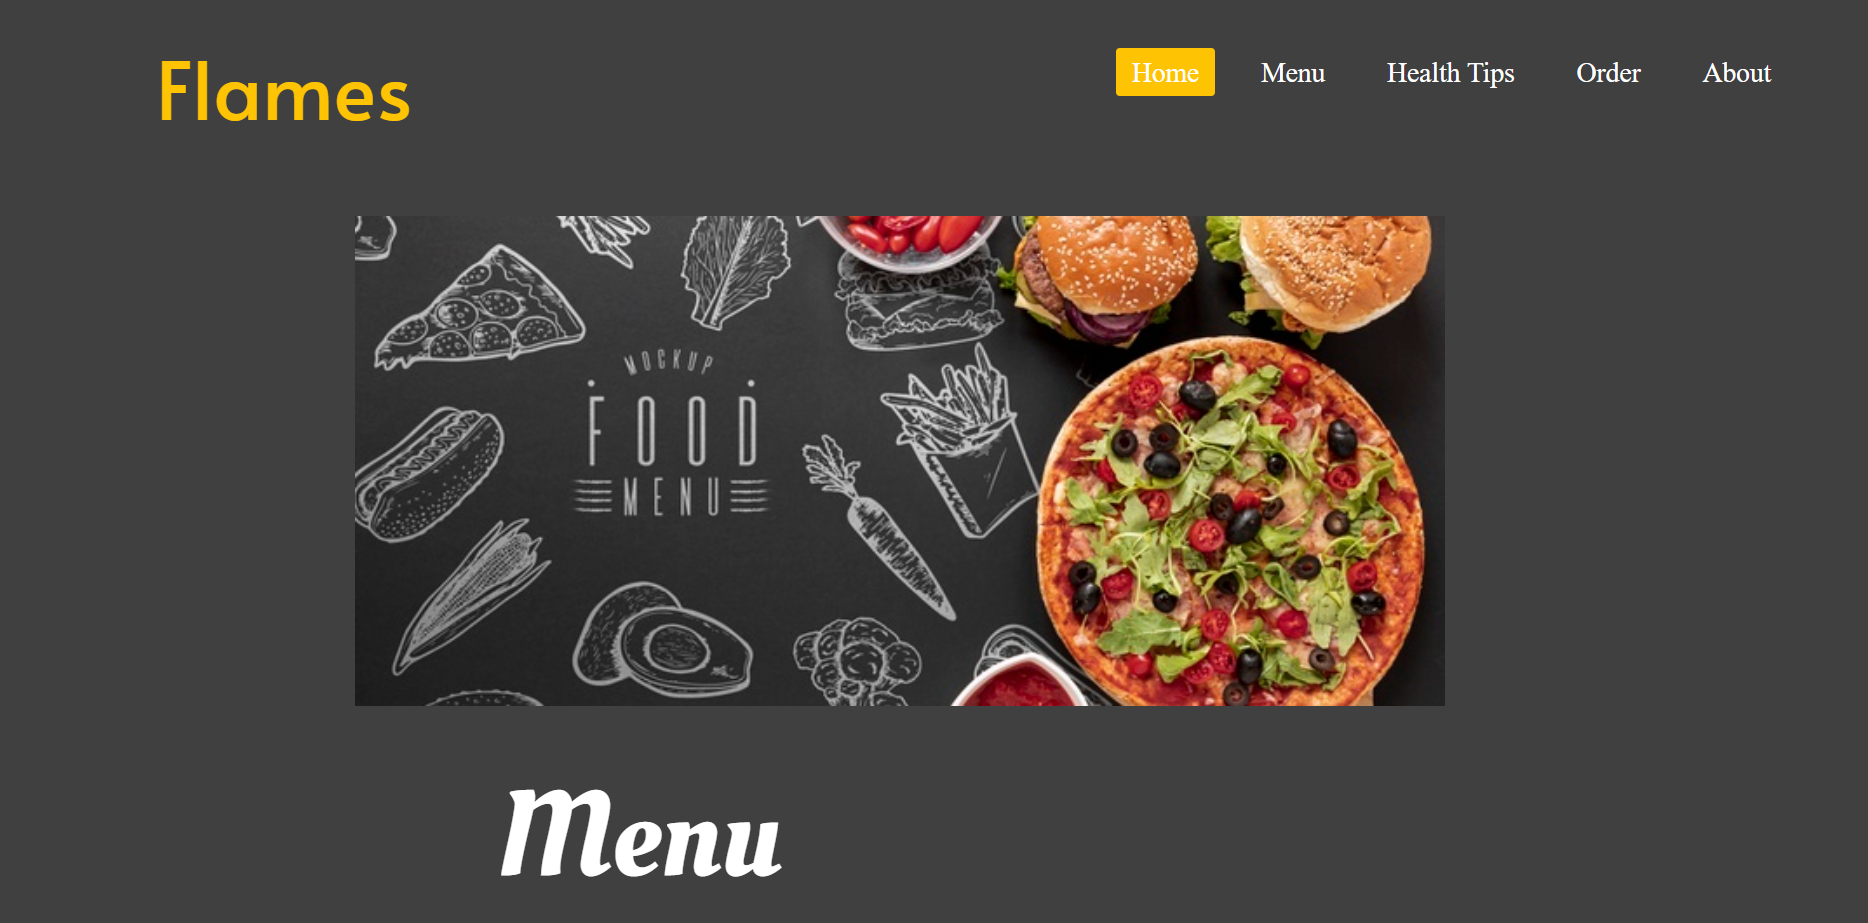 Flames
Home Menu Health Tips Order About
MOCKUP
FOOD
MENU
Menu